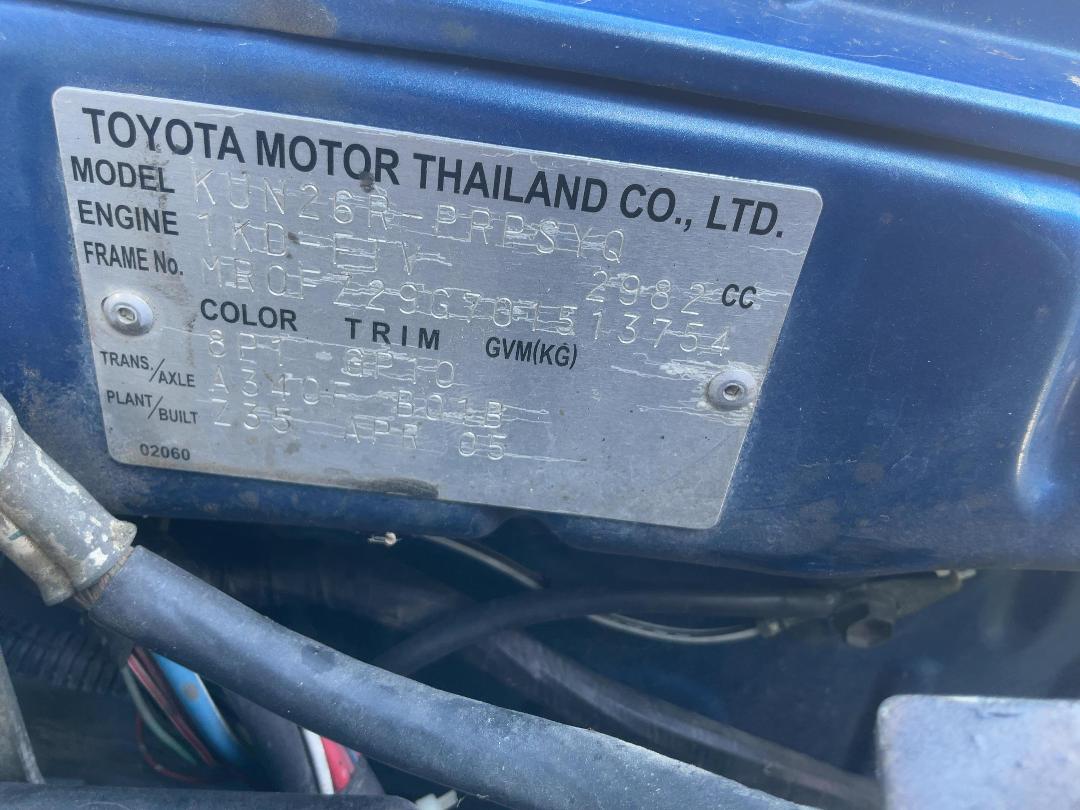 TOYOTA MOTOR THAILAND CO., LTD.
MODEL KUN26R-PRPSYQ
ENGINE 1KD-FTV 2982 CC
FRAME No.
COLOR TRIM GVM(KG)
8P1 GP10
TRANS./AXLE A340F B01B
PLANT/BUILT Z35 APR 05
02060